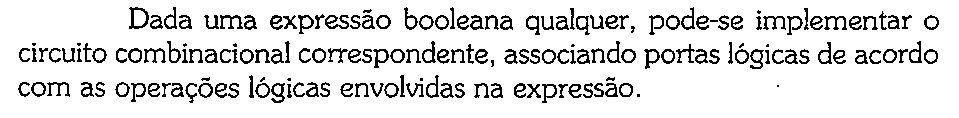 Dada uma expressão booleana qualquer, pode-se implementar o
circuito combinacional correspondente, associando portas lógicas de acordo
com as operações lógicas envolvidas na expressão.